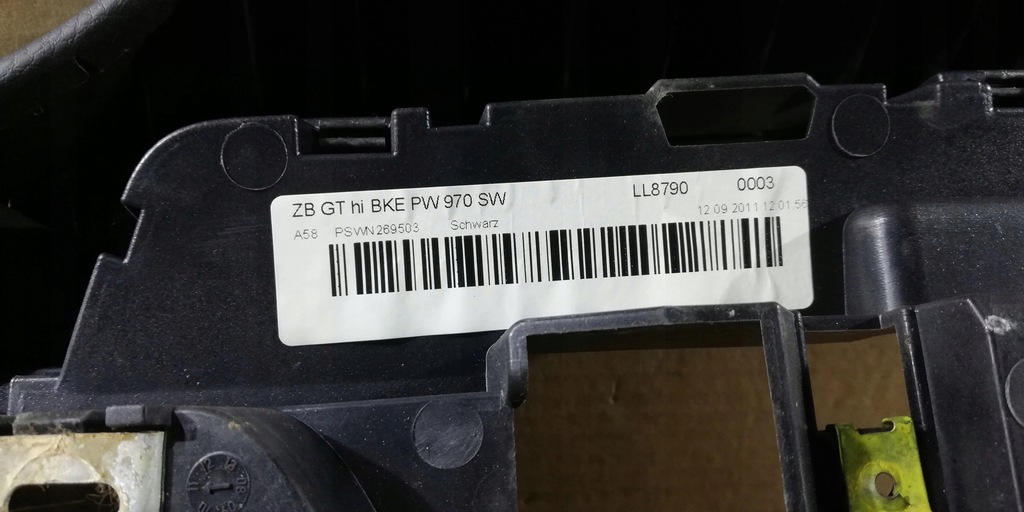 ZB GT hi BKE PW 970 SW LL8790 0003
A58 PSWN269503 Schwarz 12 09 2011 12:01:56